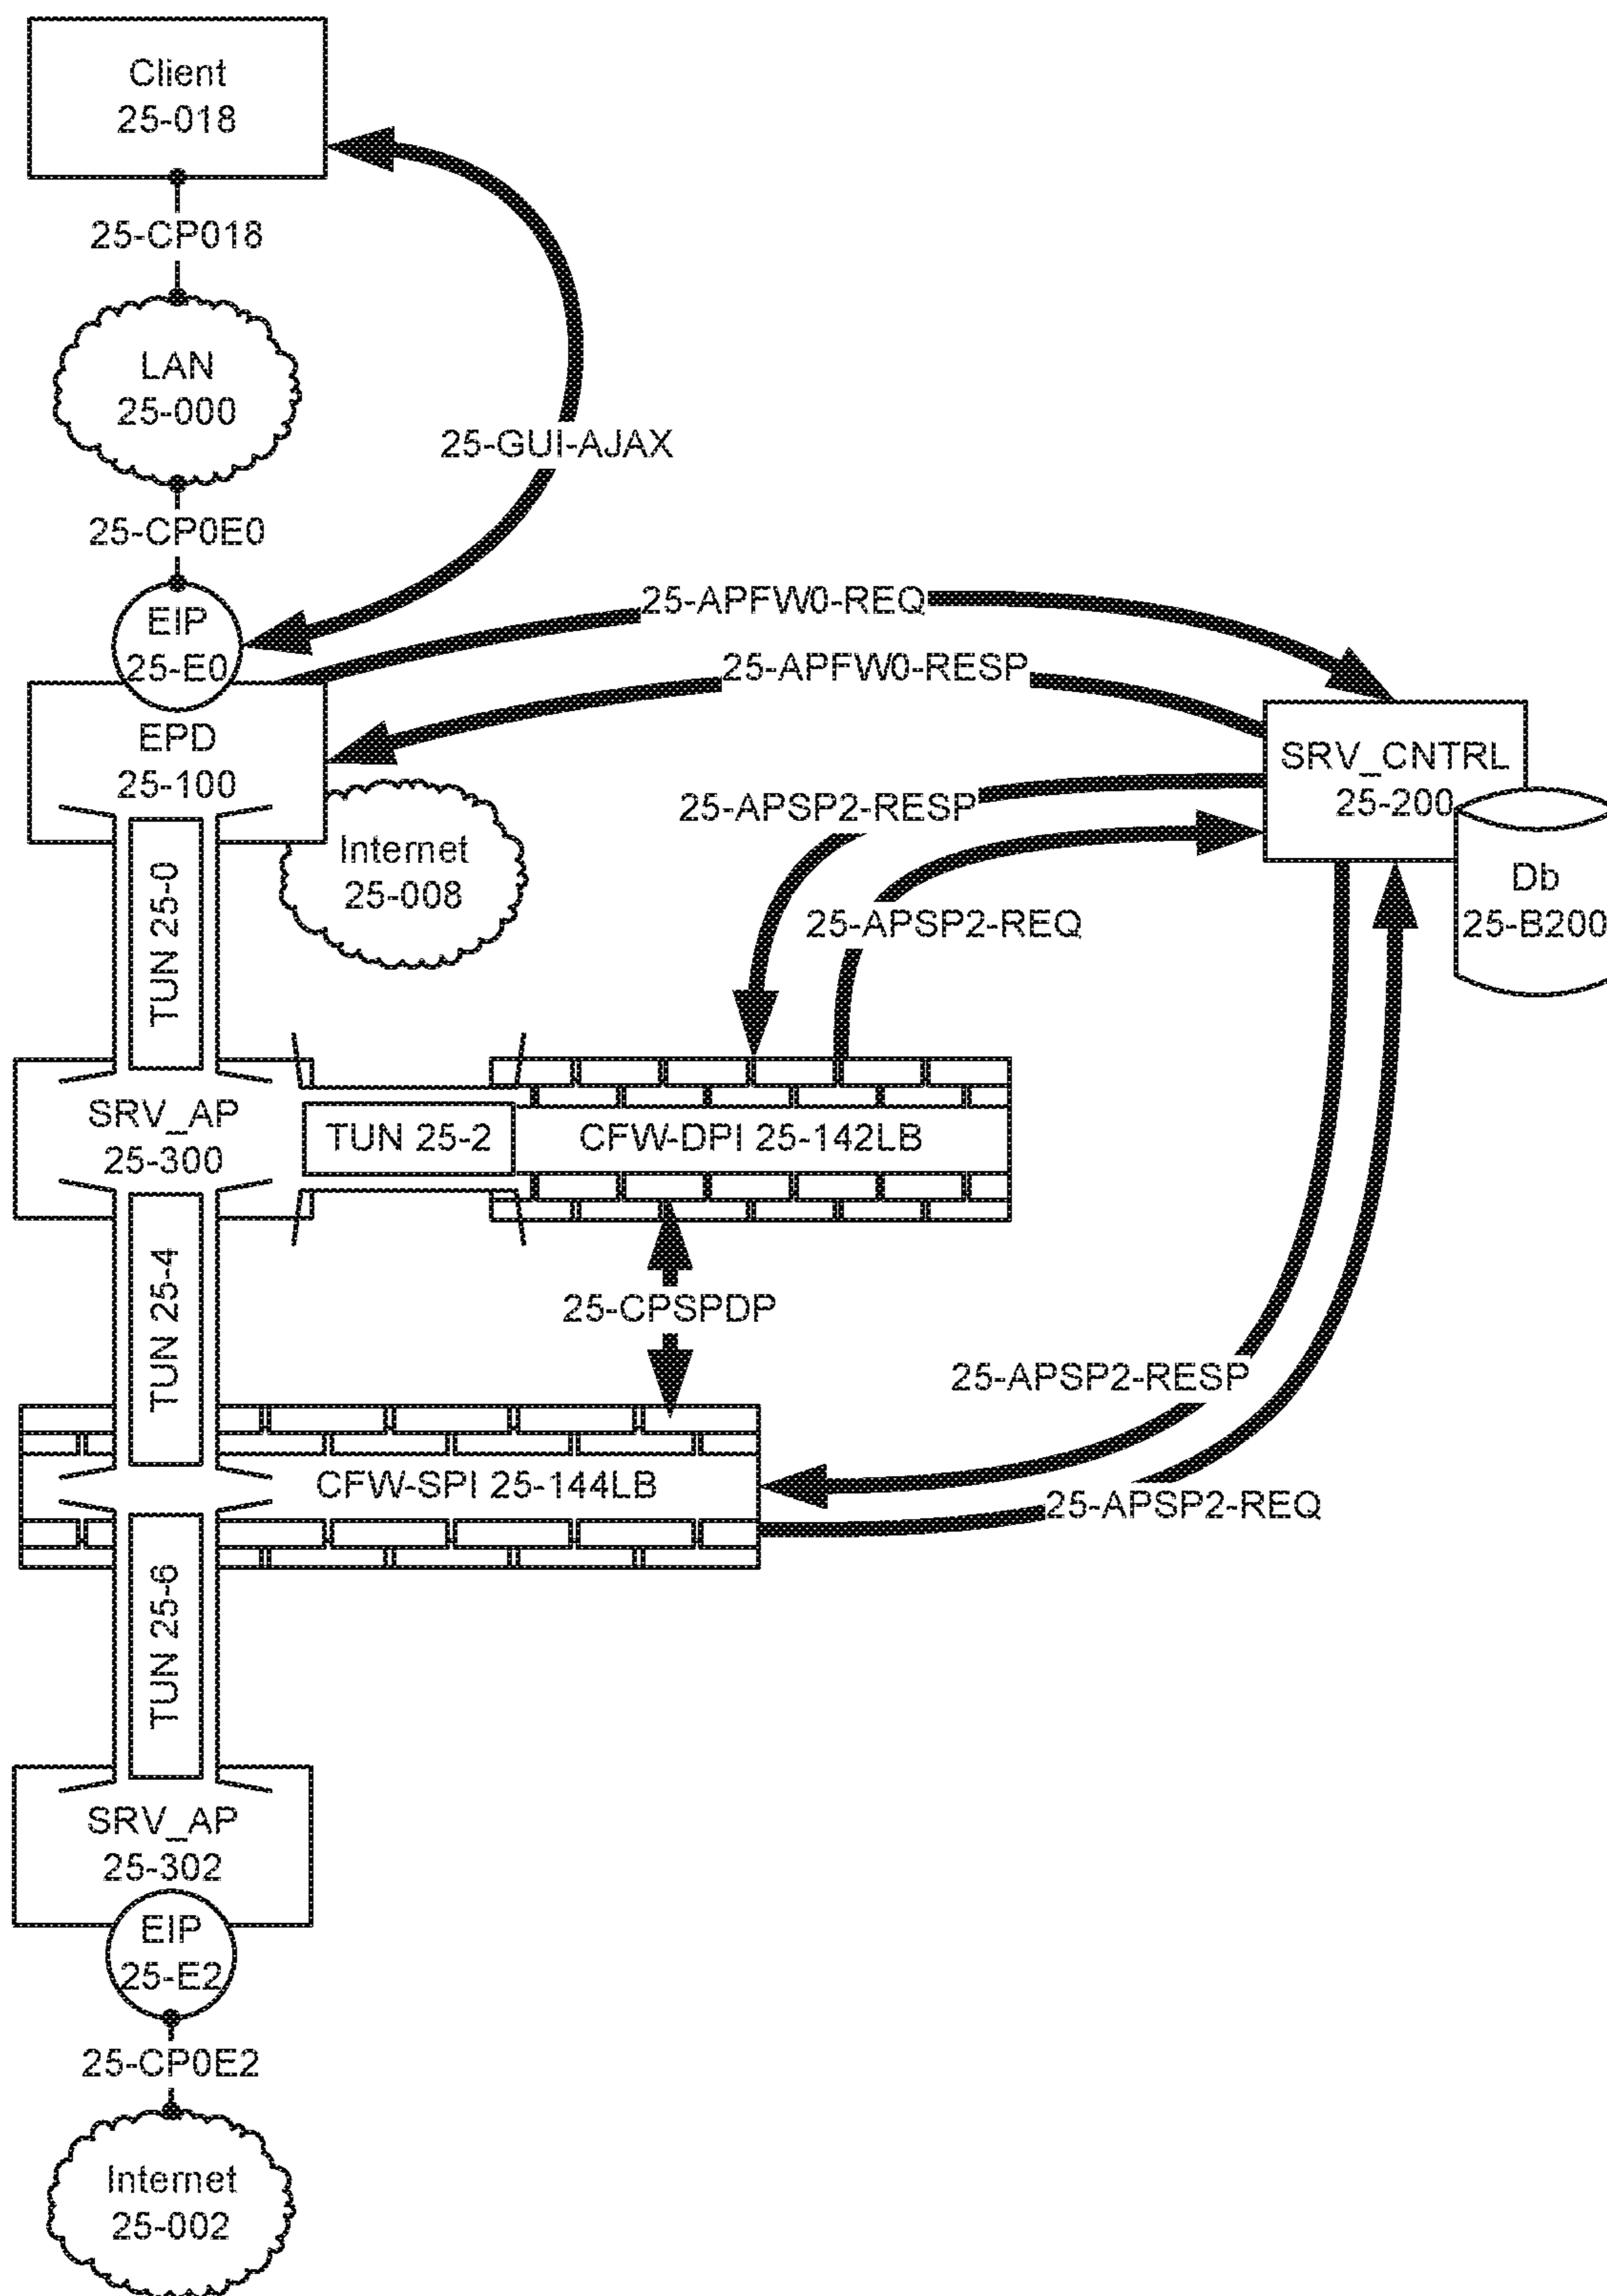 Client
25-018
25-CP018
LAN
25-000
25-GUI-AJAX
25-CP0E0
EIP
25-E0
25-APFW0-REQ
25-APFW0-RESP
EPD
25-100
SRV_CNTRL
25-200
25-APSP2-RESP
Internet
25-008
Db
25-B200
25-APSP2-REQ
TUN 25-0
SRV_AP
25-300
TUN 25-2
CFW-DPI 25-142LB
TUN 25-4
25-CPSPDP
25-APSP2-RESP
CFW-SPI 25-144LB
25-APSP2-REQ
TUN 25-6
SRV_AP
25-302
EIP
25-E2
25-CP0E2
Internet
25-002